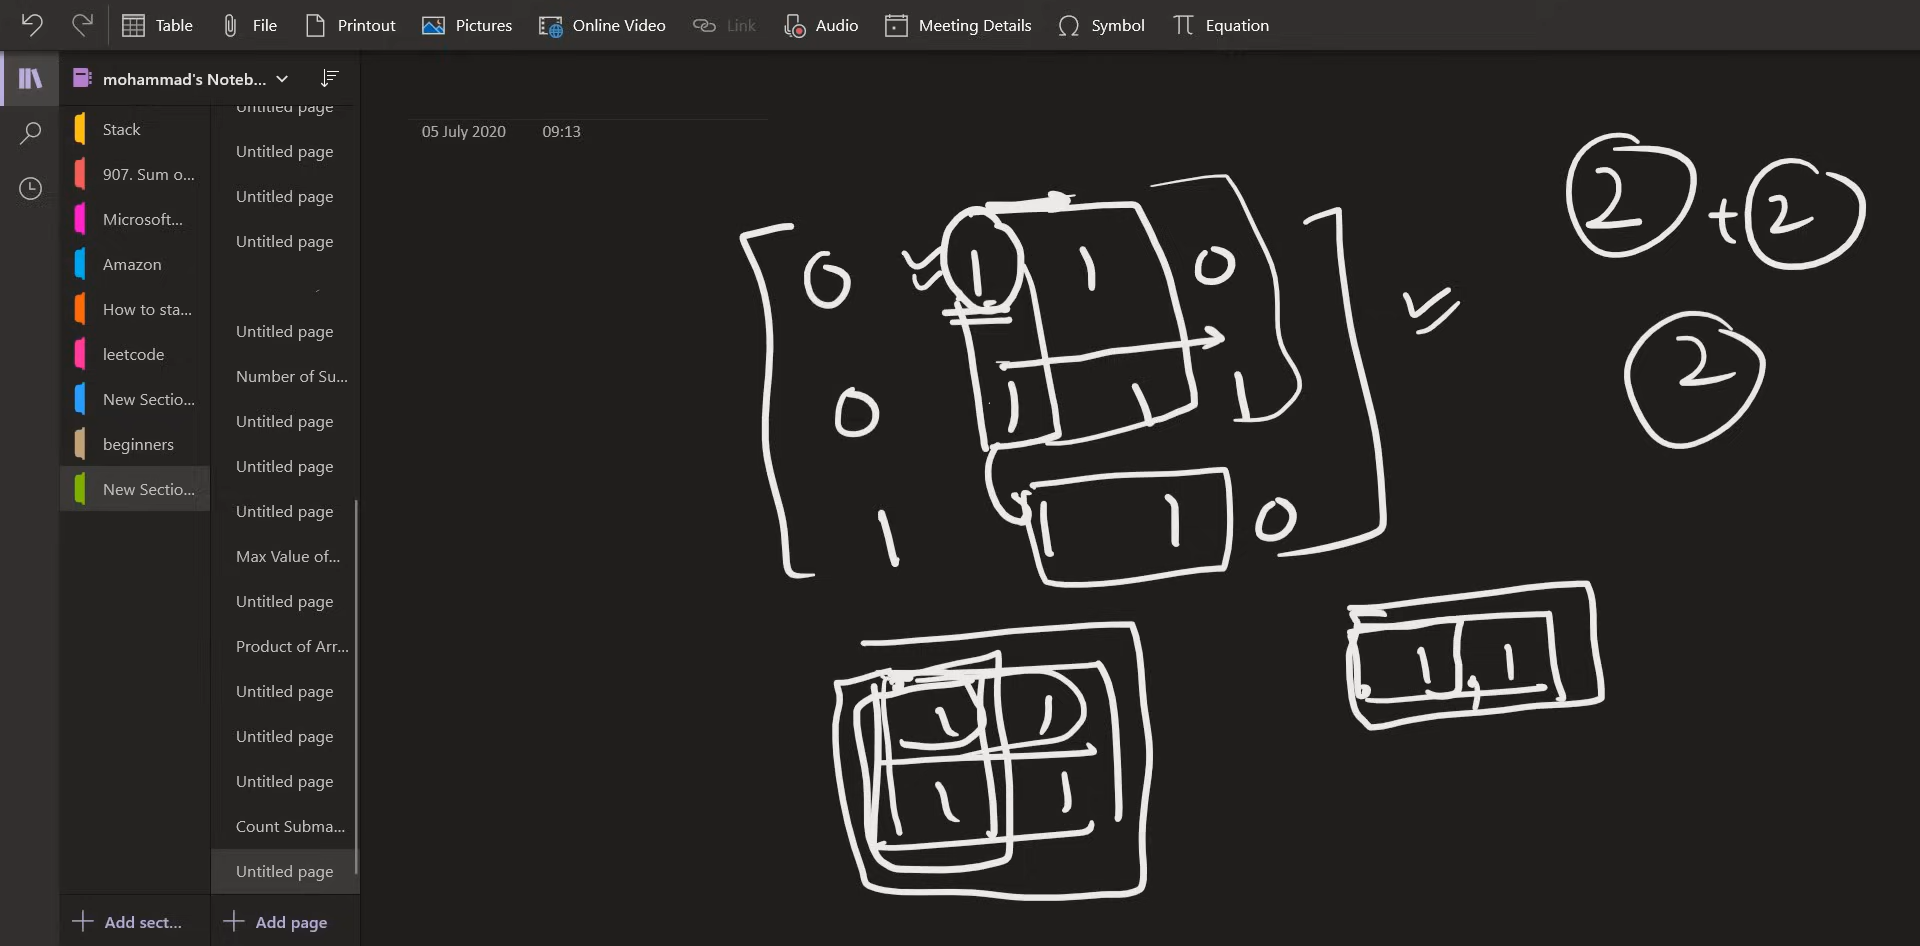 Table File Printout Pictures Online Video Link Audio Meeting Details Symbol Equation
mohammad's Noteb...
Stack
907. Sum o...
Microsoft...
Amazon
How to sta...
leetcode
New Sectio...
beginners
New Sectio...
Add sect...
Untitled page
Untitled page
Untitled page
Untitled page
Untitled page
Number of Su...
Untitled page
Untitled page
Untitled page
Max Value of...
Untitled page
Product of Arr...
Untitled page
Untitled page
Untitled page
Count Subma...
Untitled page
Add page
05 July 2020 09:13
2 + 2
0 1 1 0
2
0 1 1 1
1 1 1 0
1 , 1
1 1
1 1